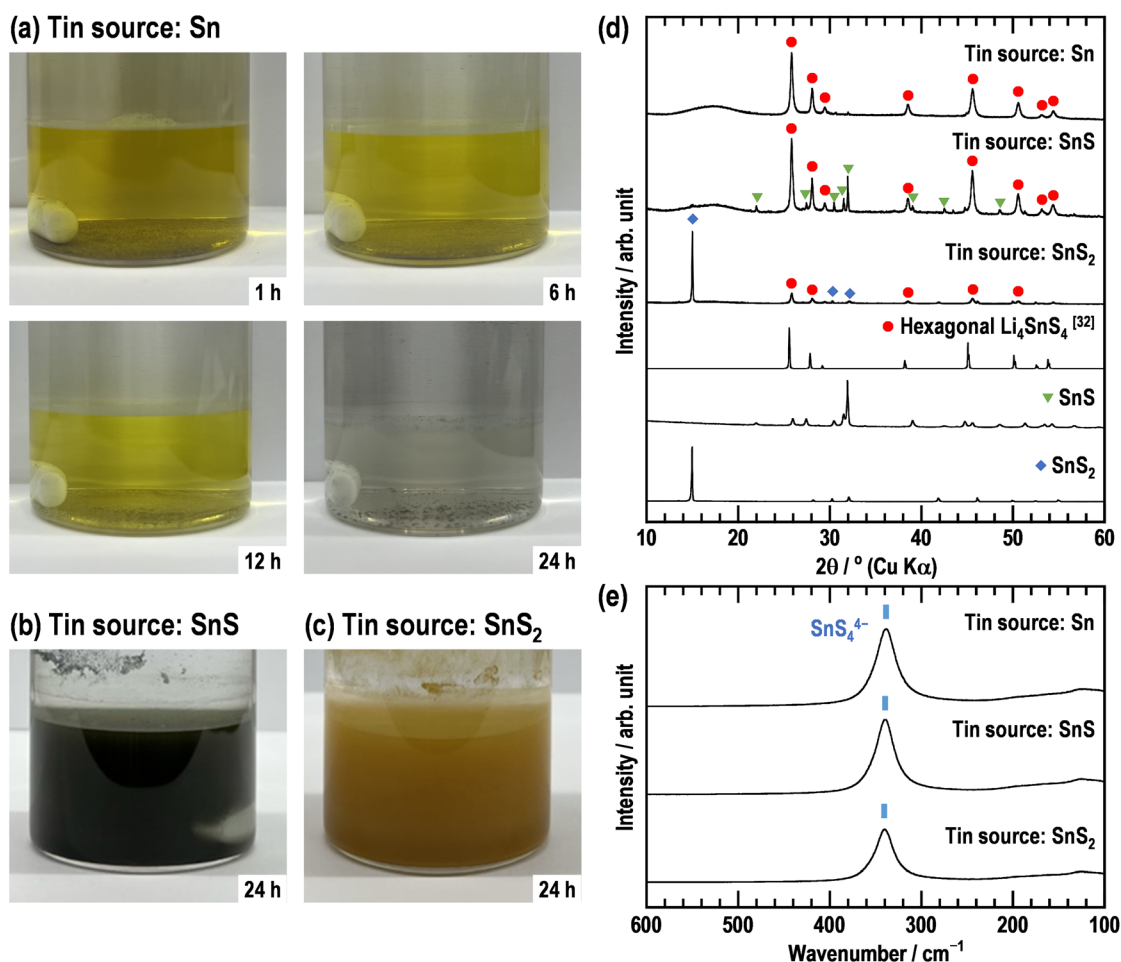 (a) Tin source: Sn
1 h
6 h
12 h
24 h
(b) Tin source: SnS
24 h
(c) Tin source: SnS₂
24 h
(d)
Tin source: Sn
Tin source: SnS
Tin source: SnS₂
Hexagonal Li₄SnS₄ [32]
SnS
SnS₂
Intensity / arb. unit
10 20 30 40 50 60
2θ / ° (Cu Kα)
(e)
SnS₄⁴⁻
Tin source: Sn
Tin source: SnS
Tin source: SnS₂
Intensity / arb. unit
600 500 400 300 200 100
Wavenumber / cm⁻¹